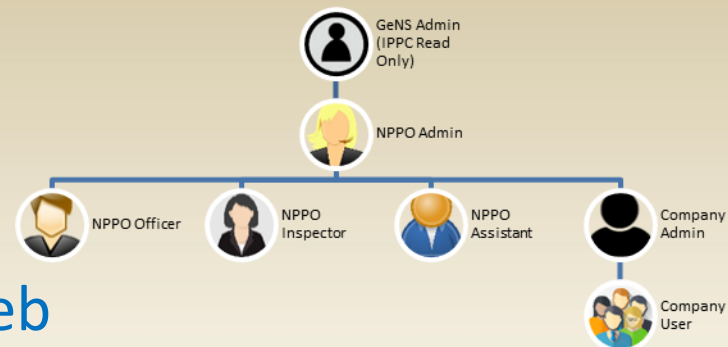 GeNS Admin
(IPPC Read
Only)
NPPO Admin
NPPO Officer
NPPO
Inspector
NPPO
Assistant
Company
Admin
eb
Company
User